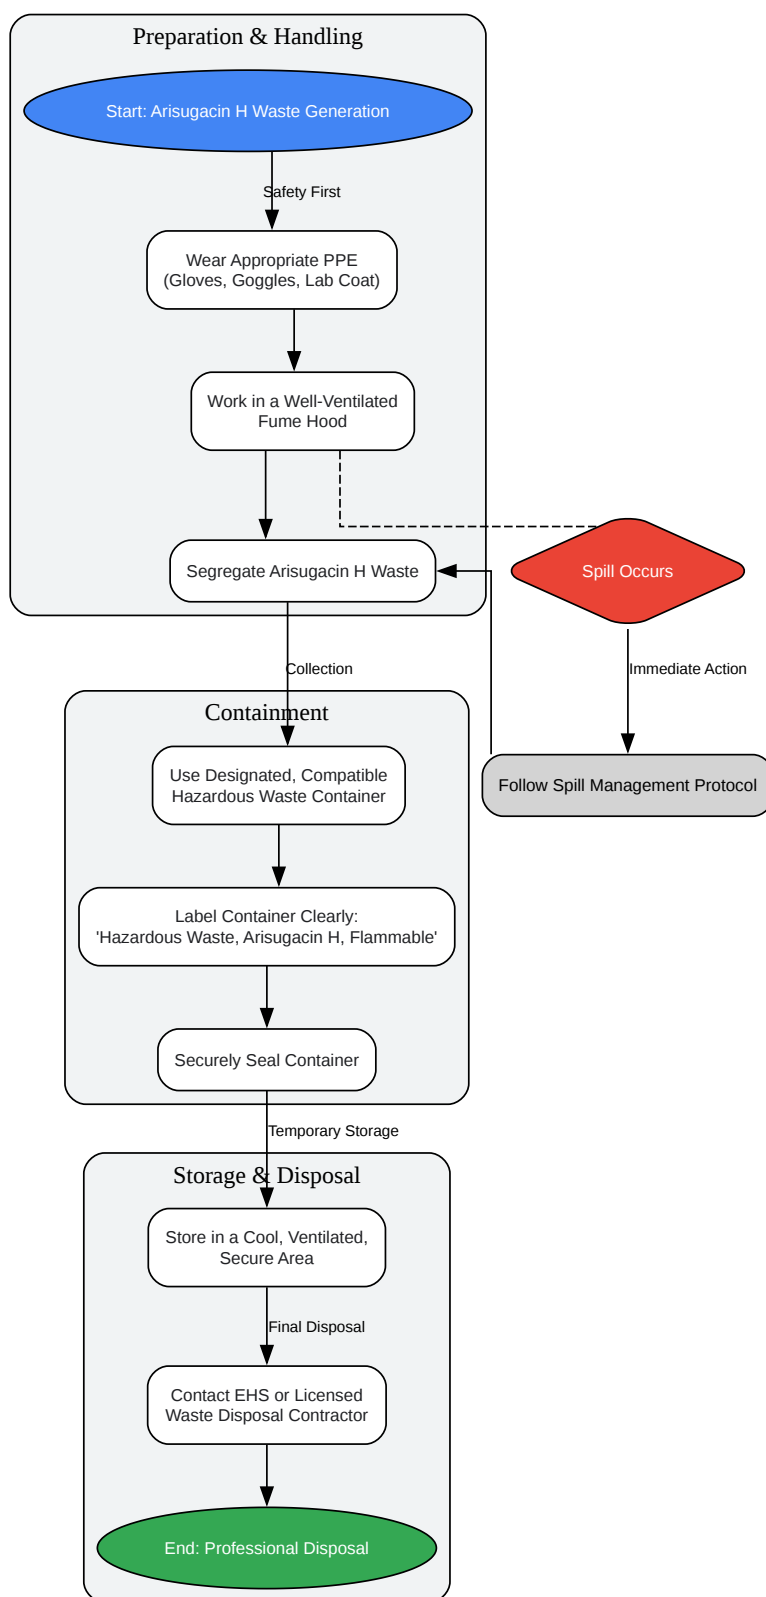 Preparation & Handling
Start: Arisugacin H Waste Generation
Safety First
Wear Appropriate PPE
(Gloves, Goggles, Lab Coat)
Work in a Well-Ventilated
Fume Hood
Segregate Arisugacin H Waste
Spill Occurs
Collection
Immediate Action
Containment
Use Designated, Compatible
Hazardous Waste Container
Follow Spill Management Protocol
Label Container Clearly:
'Hazardous Waste, Arisugacin H, Flammable'
Securely Seal Container
Temporary Storage
Storage & Disposal
Store in a Cool, Ventilated,
Secure Area
Final Disposal
Contact EHS or Licensed
Waste Disposal Contractor
End: Professional Disposal